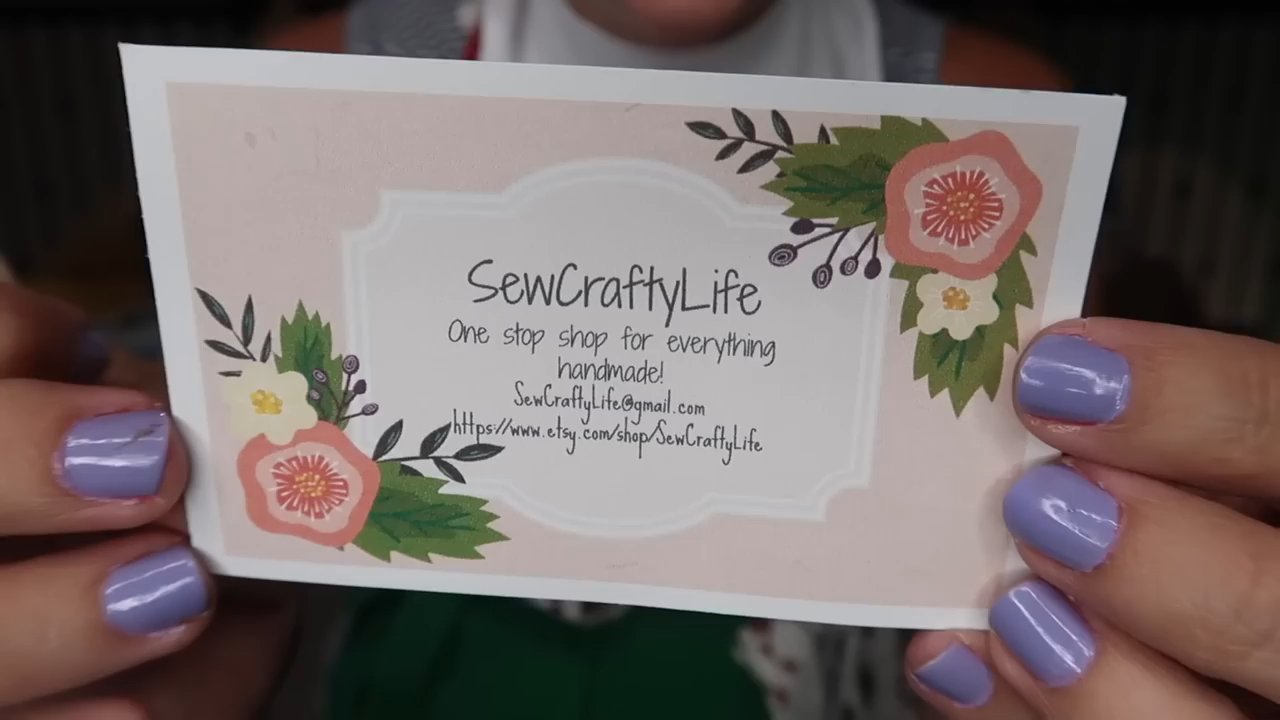 SewCraftyLife
One stop shop for everything
handmade!
SewCraftyLife@gmail.com
https://www.etsy.com/shop/SewCraftyLife